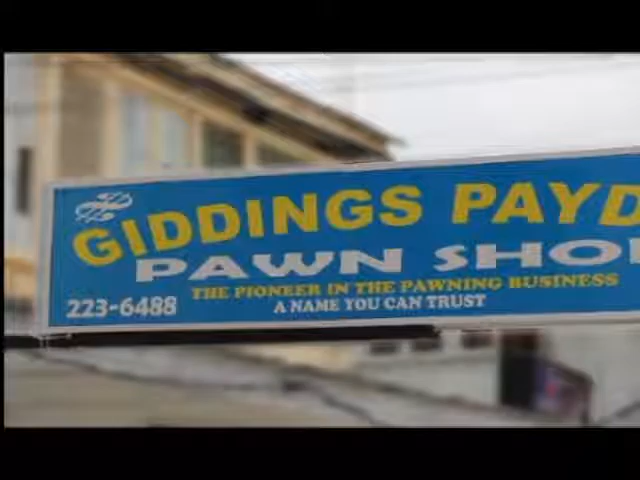 GIDDINGS PAYD
PAWN SHO
THE PIONEER IN THE PAWNING BUSINESS
223-6488 A NAME YOU CAN TRUST